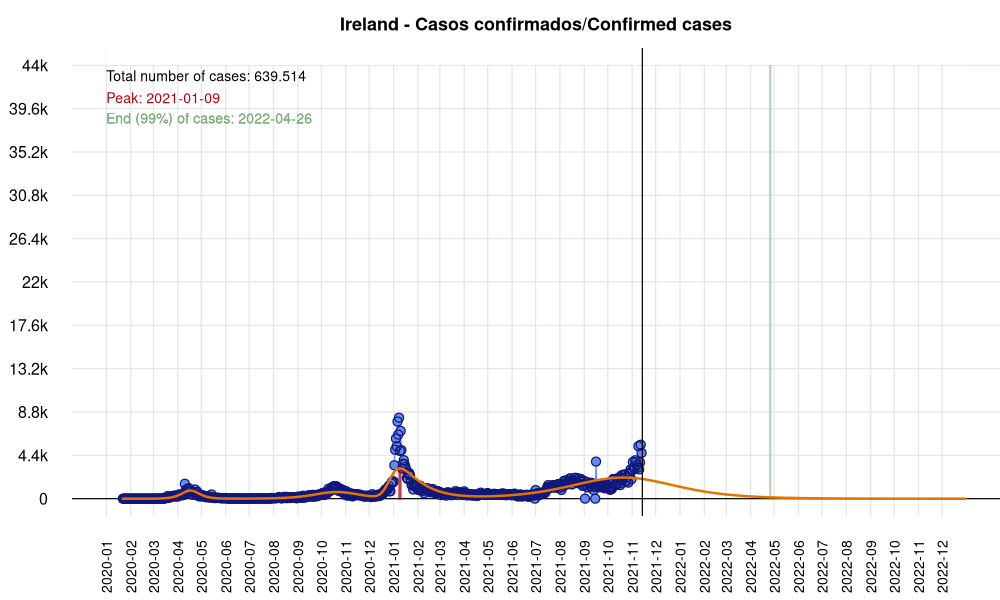 Ireland - Casos confirmados/Confirmed cases
Total number of cases: 639.514
Peak: 2021-01-09
End (99%) of cases: 2022-04-26
44k
39.6k
35.2k
30.8k
26.4k
22k
17.6k
13.2k
8.8k
4.4k
0
2020-01
2020-02
2020-03
2020-04
2020-05
2020-06
2020-07
2020-08
2020-09
2020-10
2020-11
2020-12
2021-01
2021-02
2021-03
2021-04
2021-05
2021-06
2021-07
2021-08
2021-09
2021-10
2021-11
2021-12
2022-01
2022-02
2022-03
2022-04
2022-05
2022-06
2022-07
2022-08
2022-09
2022-10
2022-11
2022-12